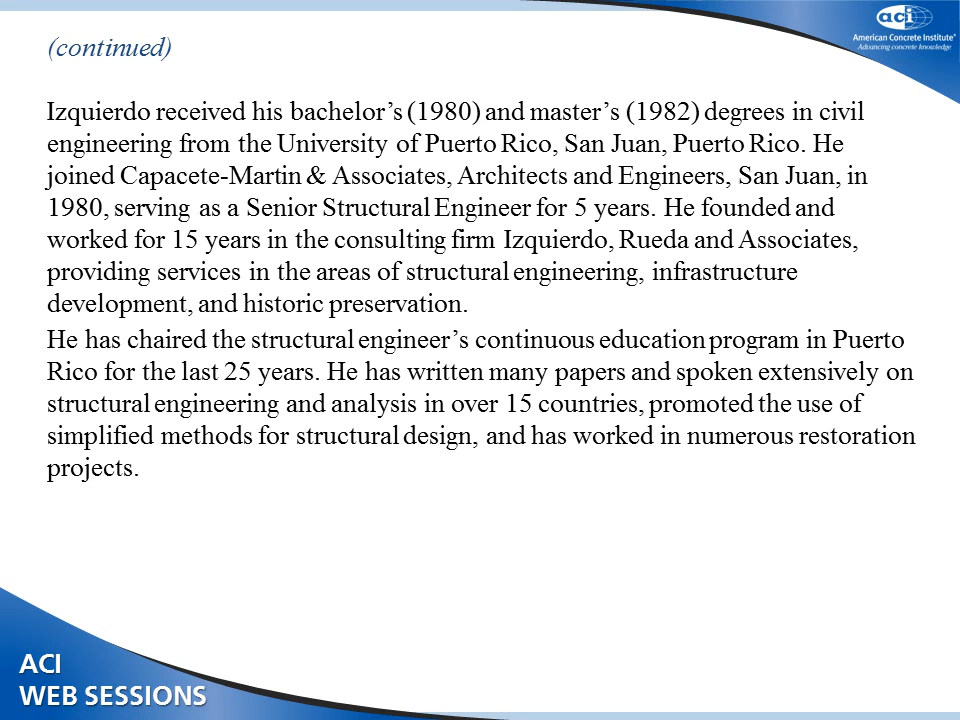 aci
American Concrete Institute®
Advancing concrete knowledge
(continued)
Izquierdo received his bachelor’s (1980) and master’s (1982) degrees in civil
engineering from the University of Puerto Rico, San Juan, Puerto Rico. He
joined Capacete-Martin & Associates, Architects and Engineers, San Juan, in
1980, serving as a Senior Structural Engineer for 5 years. He founded and
worked for 15 years in the consulting firm Izquierdo, Rueda and Associates,
providing services in the areas of structural engineering, infrastructure
development, and historic preservation.
He has chaired the structural engineer’s continuous education program in Puerto
Rico for the last 25 years. He has written many papers and spoken extensively on
structural engineering and analysis in over 15 countries, promoted the use of
simplified methods for structural design, and has worked in numerous restoration
projects.
ACI
WEB SESSIONS